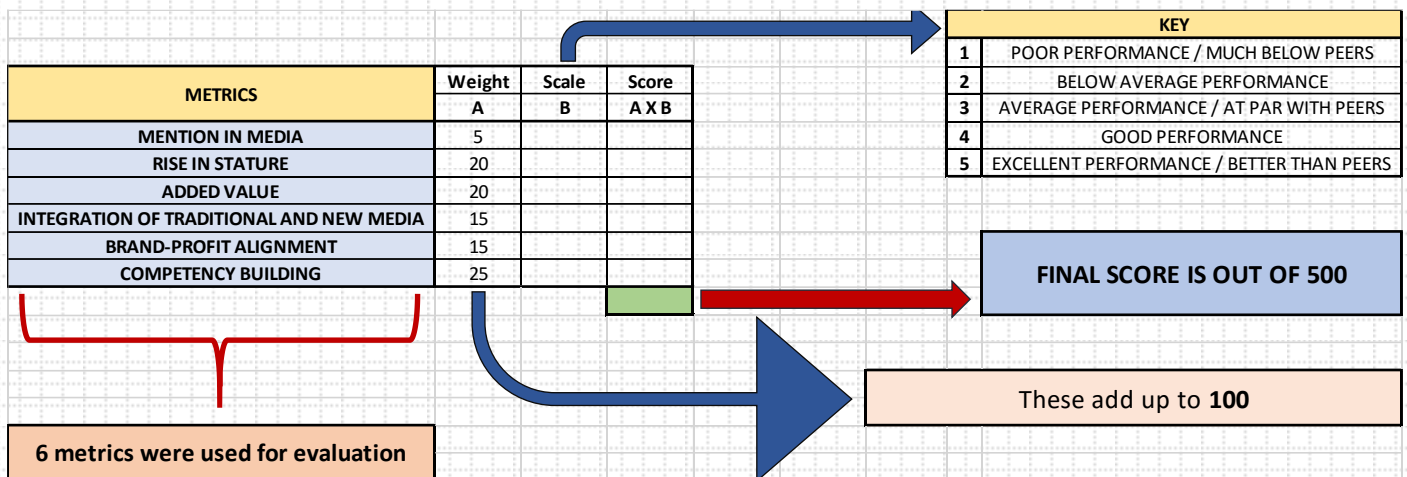 KEY
1 POOR PERFORMANCE / MUCH BELOW PEERS
2 BELOW AVERAGE PERFORMANCE
3 AVERAGE PERFORMANCE / AT PAR WITH PEERS
4 GOOD PERFORMANCE
5 EXCELLENT PERFORMANCE / BETTER THAN PEERS
METRICS
Weight Scale Score
A B A X B
MENTION IN MEDIA 5
RISE IN STATURE 20
ADDED VALUE 20
INTEGRATION OF TRADITIONAL AND NEW MEDIA 15
BRAND-PROFIT ALIGNMENT 15
COMPETENCY BUILDING 25
FINAL SCORE IS OUT OF 500
These add up to 100
6 metrics were used for evaluation